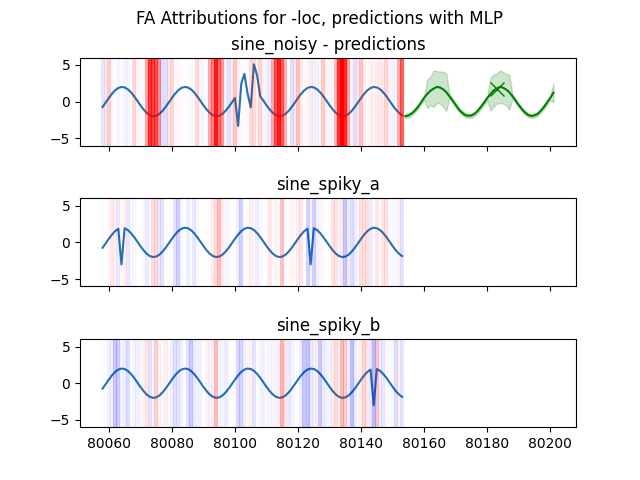 FA Attributions for -loc, predictions with MLP
sine_noisy - predictions
5
0
−5
sine_spiky_a
5
0
−5
sine_spiky_b
5
0
−5
80060 80080 80100 80120 80140 80160 80180 80200